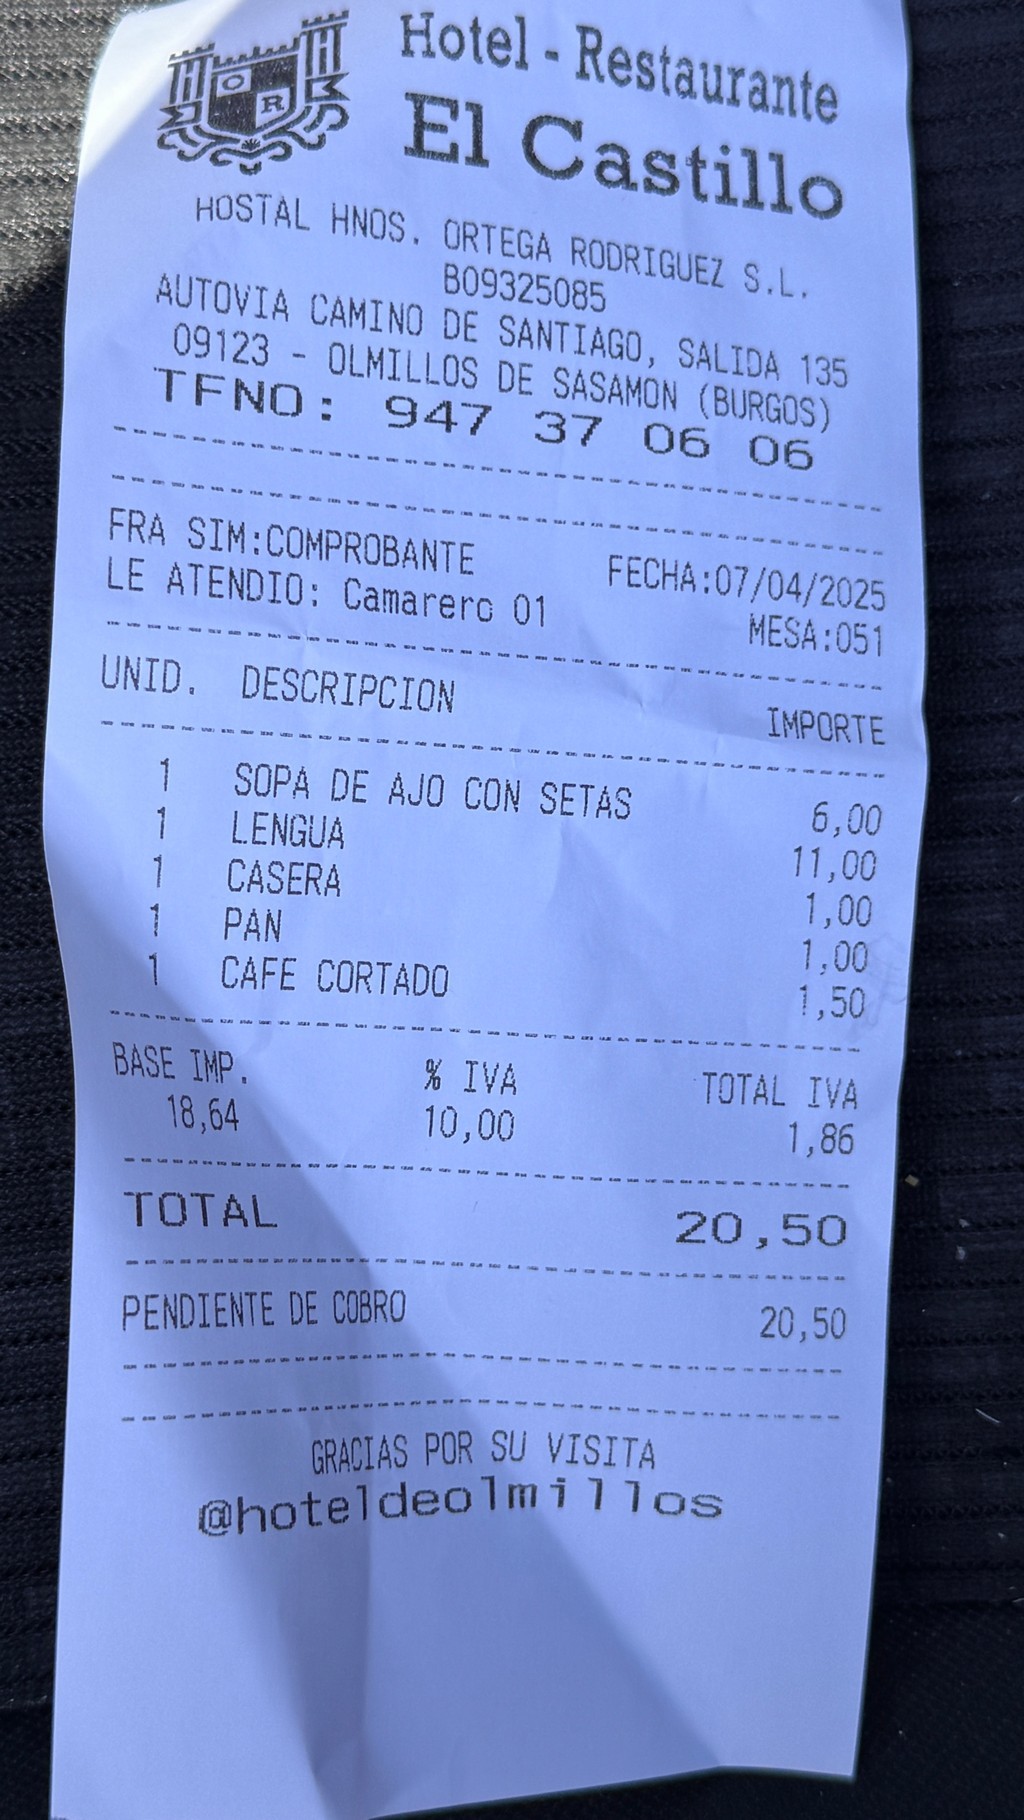 O
R
Hotel - Restaurante
El Castillo
HOSTAL HNOS. ORTEGA RODRIGUEZ S.L.
B09325085
AUTOVIA CAMINO DE SANTIAGO, SALIDA 135
09123 - OLMILLOS DE SASAMON (BURGOS)
TFNO: 947 37 06 06
FRA SIM:COMPROBANTE FECHA:07/04/2025
LE ATENDIO: Camarero 01 MESA:051
UNID. DESCRIPCION IMPORTE
1 SOPA DE AJO CON SETAS 6,00
1 LENGUA 11,00
1 CASERA 1,00
1 PAN 1,00
1 CAFE CORTADO 1,50
BASE IMP. % IVA TOTAL IVA
18,64 10,00 1,86
TOTAL 20,50
PENDIENTE DE COBRO 20,50
GRACIAS POR SU VISITA
@hoteldeolmillos